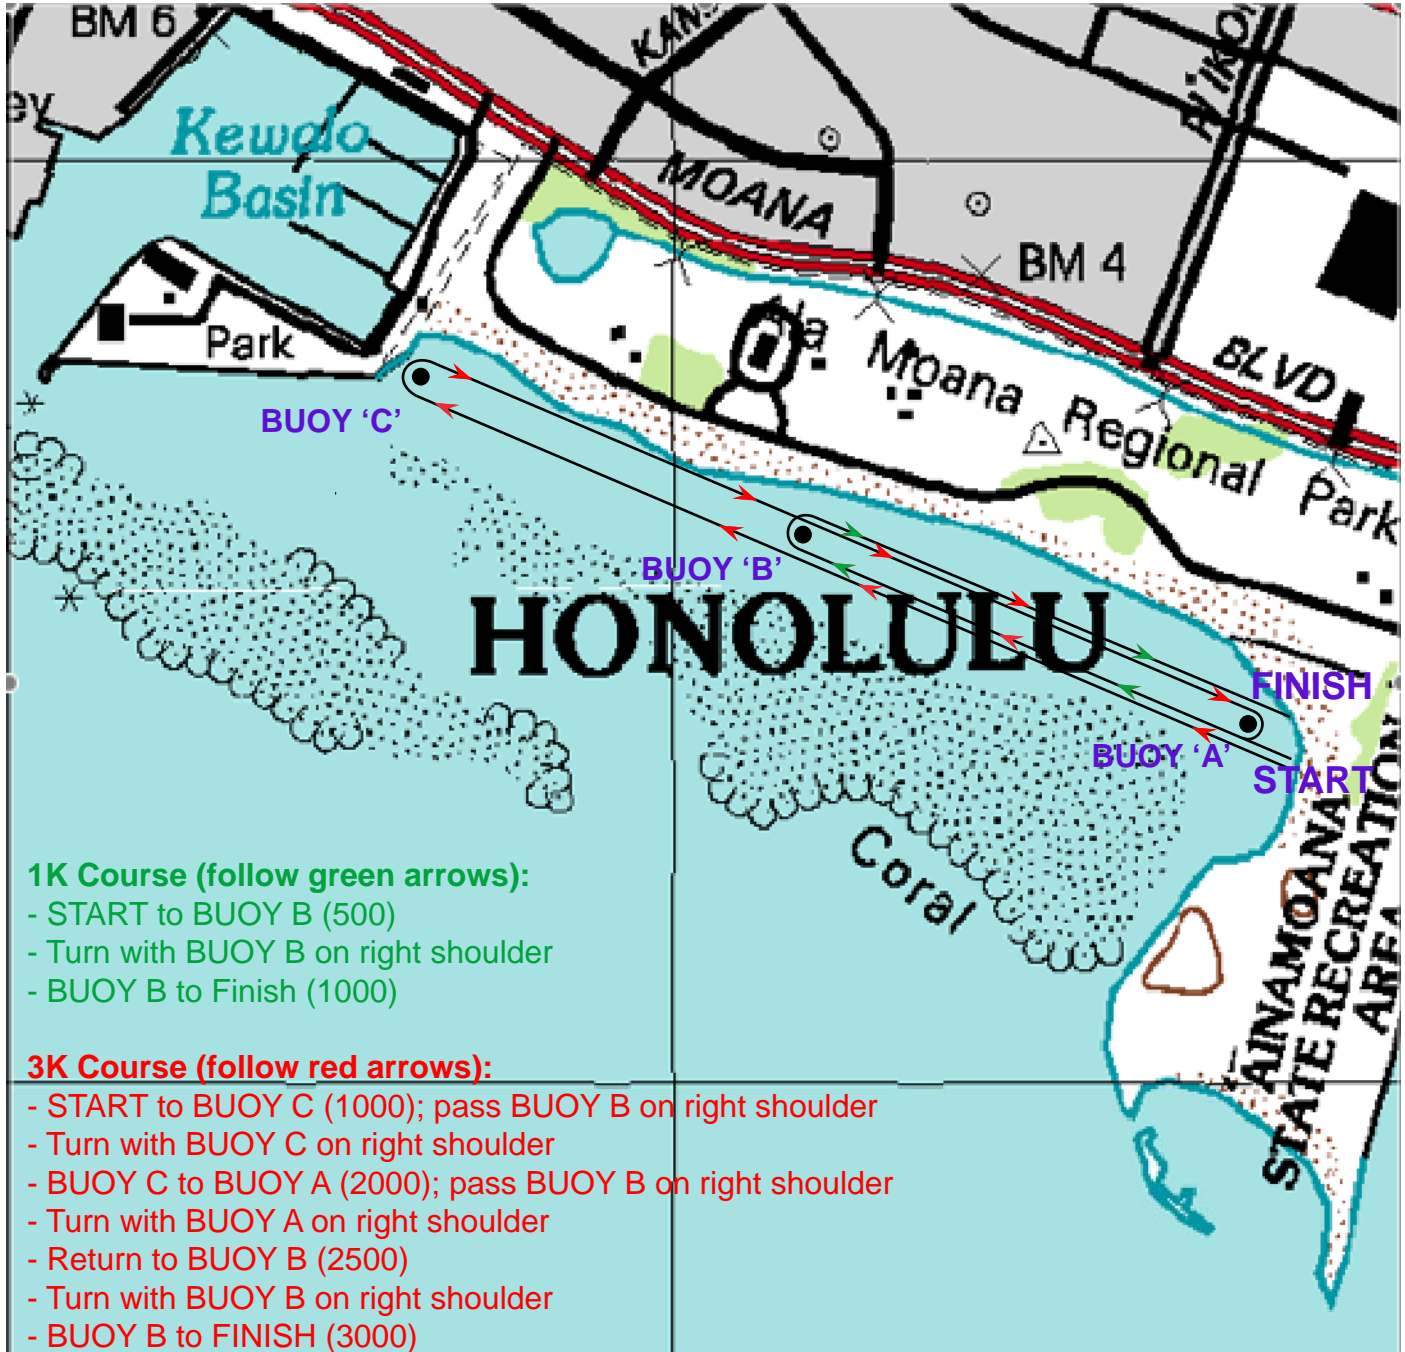 BM 6
KANS
PI'IKOI
ey
Kewalo
Basin
MOANA
BM 4
Park
Ala Moana Regional Park
BLVD
BUOY ‘C’
BUOY ‘B’
HONOLULU
FINISH
BUOY ‘A’
START
Coral
AINAMOANA
STATE RECREATION
AREA
1K Course (follow green arrows):
- START to BUOY B (500)
- Turn with BUOY B on right shoulder
- BUOY B to Finish (1000)
3K Course (follow red arrows):
- START to BUOY C (1000); pass BUOY B on right shoulder
- Turn with BUOY C on right shoulder
- BUOY C to BUOY A (2000); pass BUOY B on right shoulder
- Turn with BUOY A on right shoulder
- Return to BUOY B (2500)
- Turn with BUOY B on right shoulder
- BUOY B to FINISH (3000)